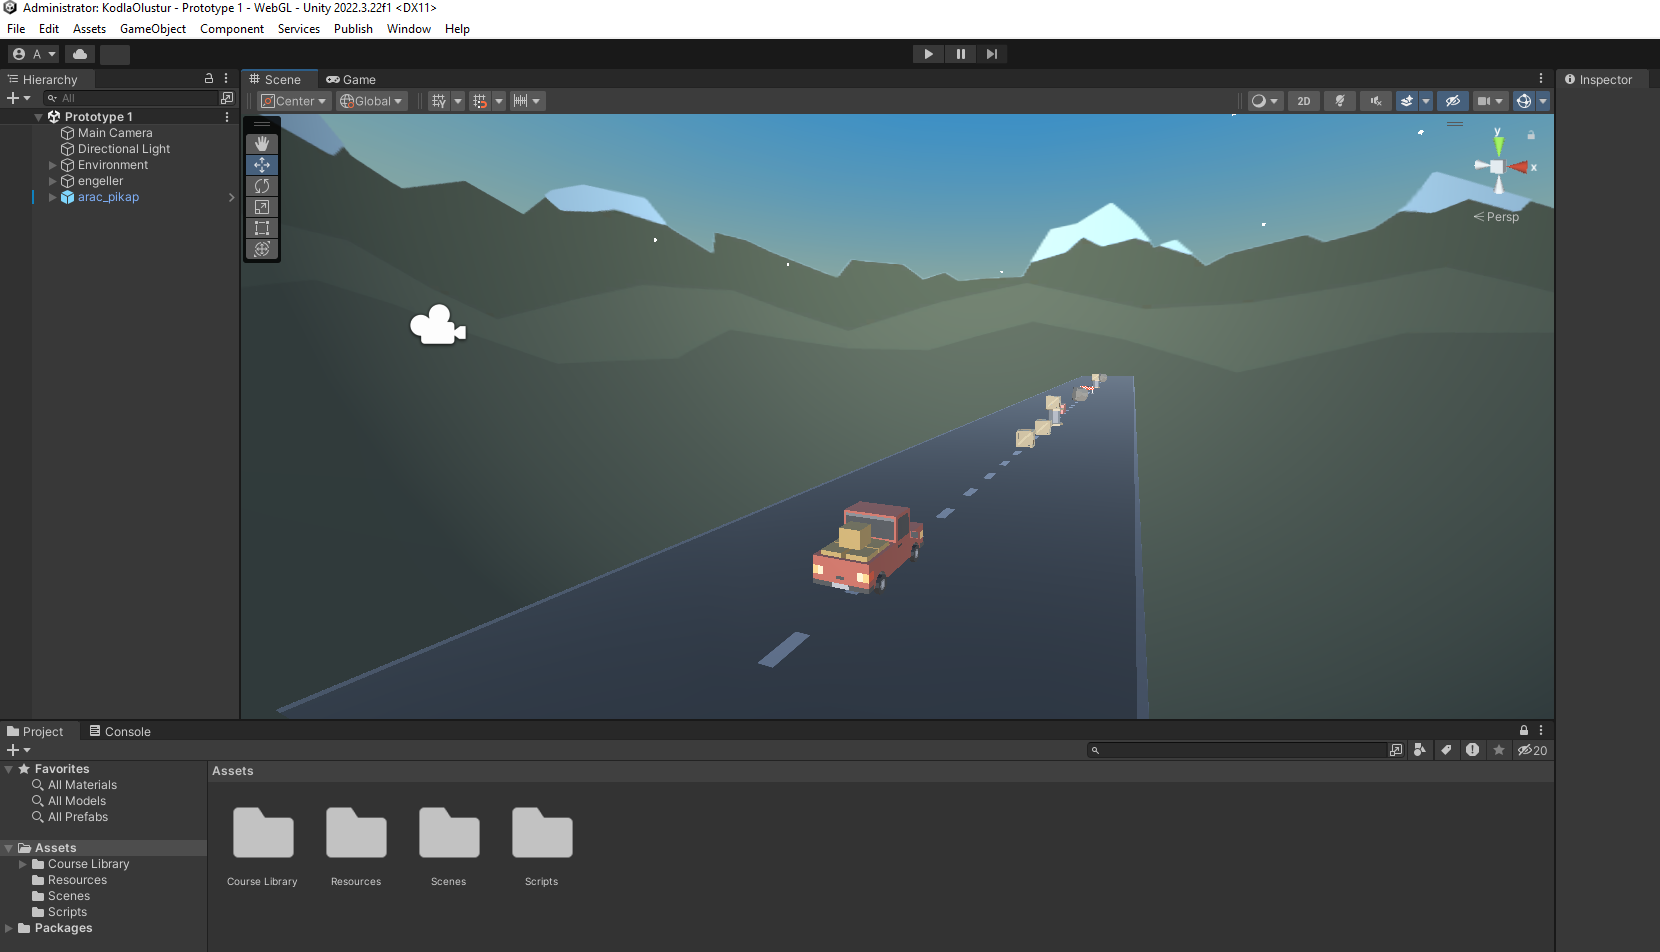 Administrator: KodlaOlustur - Prototype 1 - WebGL - Unity 2022.3.22f1 <DX11>
File Edit Assets GameObject Component Services Publish Window Help
A
Hierarchy
All
Prototype 1
Main Camera
Directional Light
Environment
engeller
arac_pikap
Scene Game
Center Global 2D
y
x
Persp
Inspector
Project Console
20
Favorites
All Materials
All Models
All Prefabs
Assets
Course Library
Resources
Scenes
Scripts
Packages
Assets
Course Library Resources Scenes Scripts